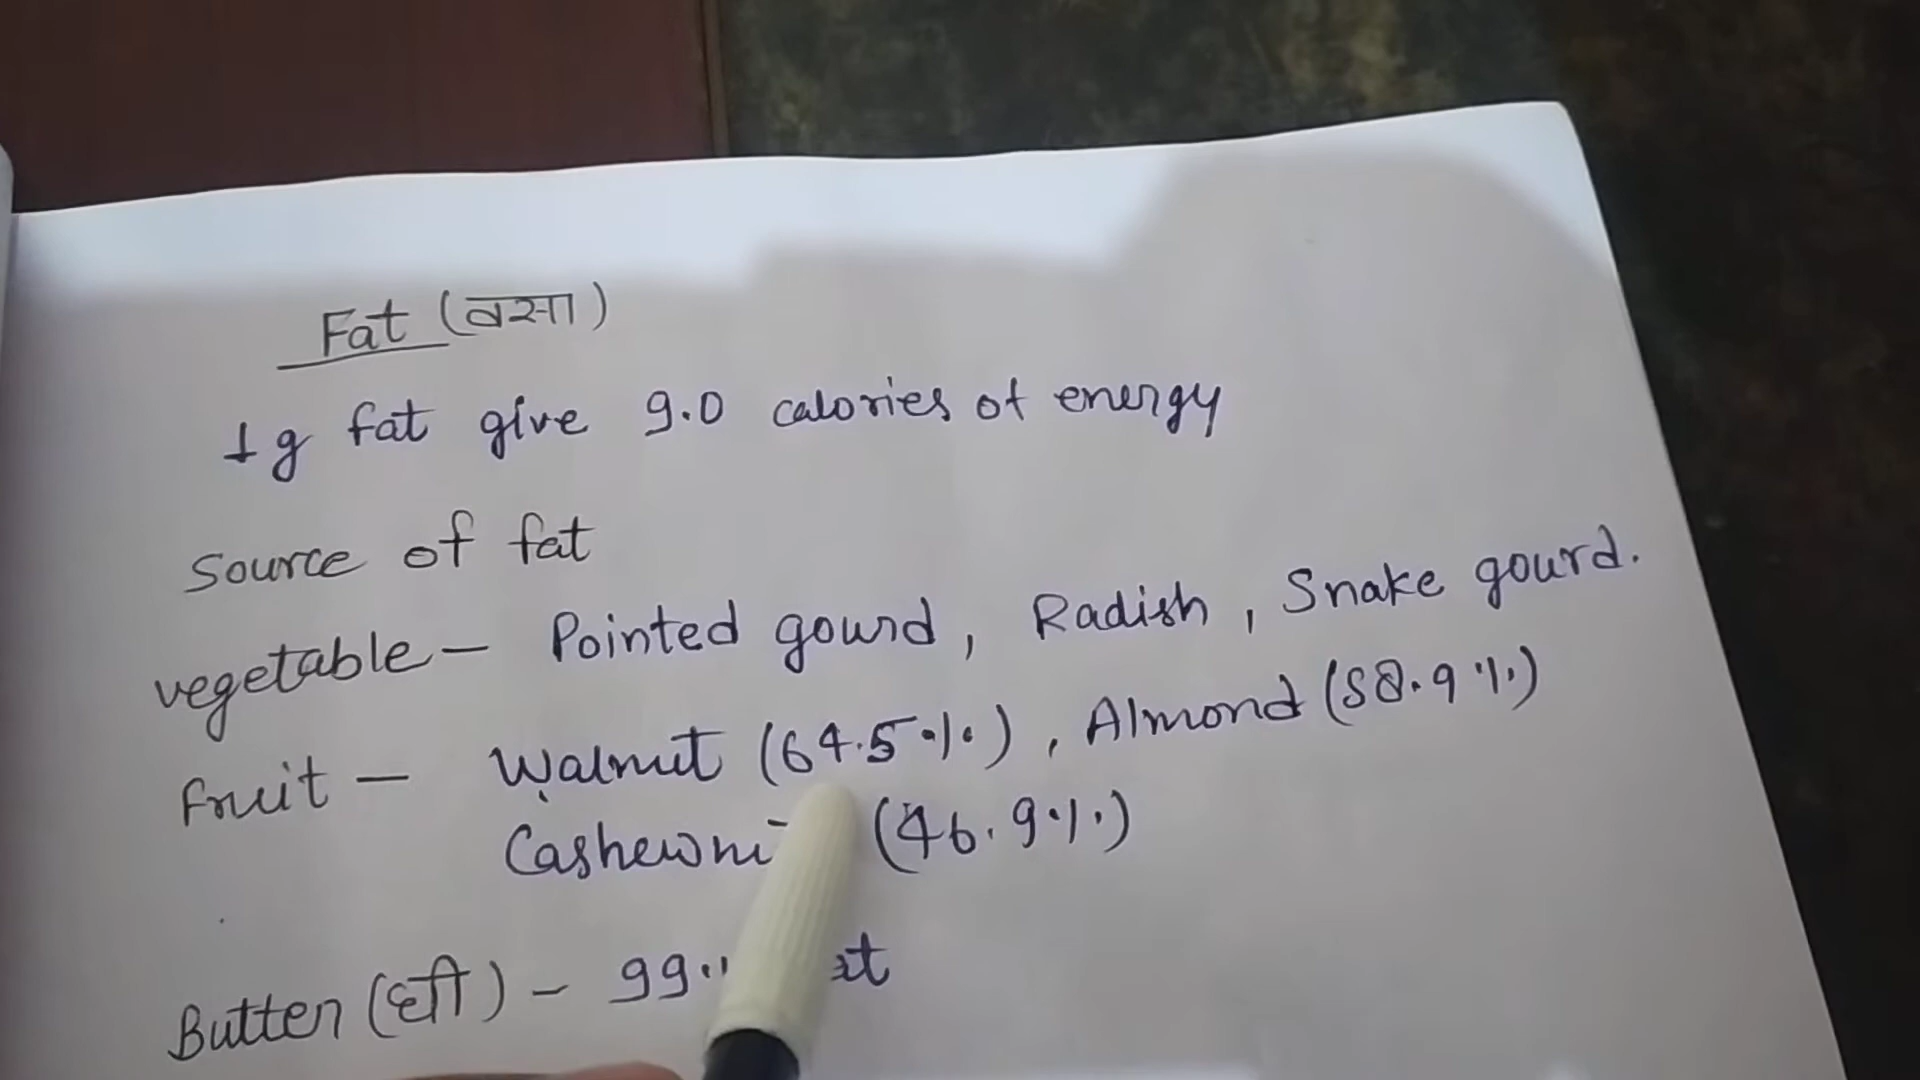 Fat (वसा)
1g fat give 9.0 calories of energy
Source of fat
vegetable - Pointed gourd, Radish, Snake gourd.
Fruit - Walnut (64.5%), Almond (58.9%)
(46.9%)
Butter (घी) - 99